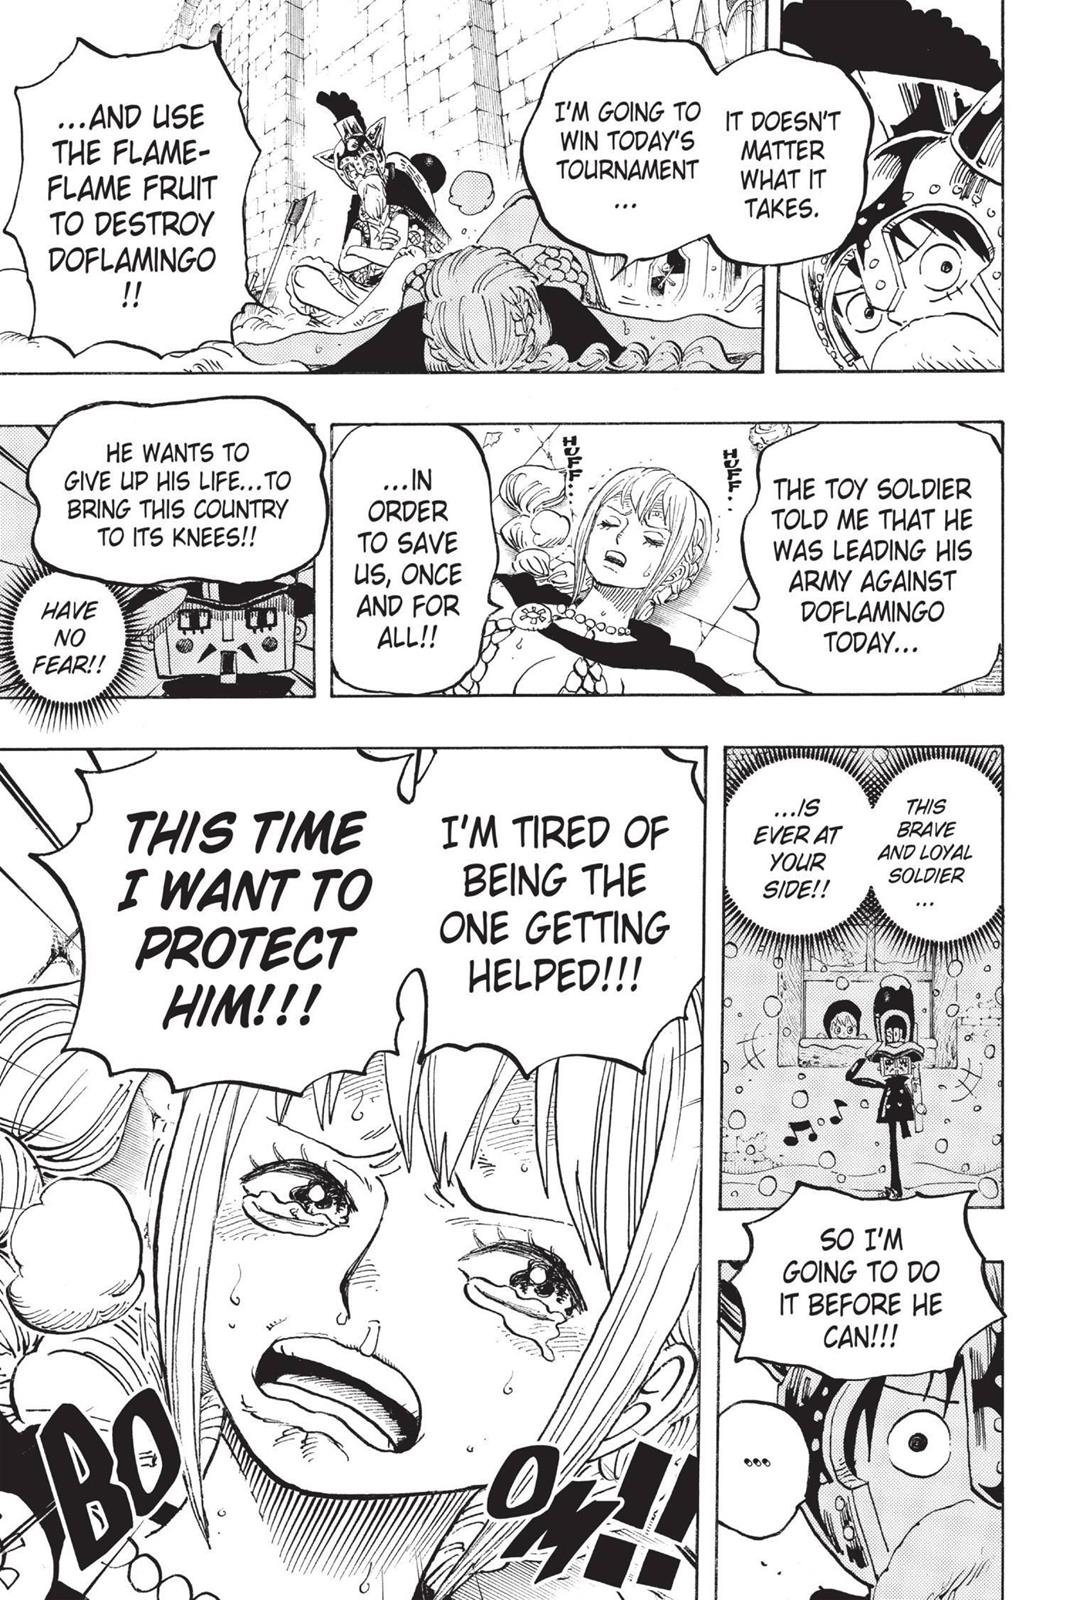 IT DOESN'T
MATTER
WHAT IT
TAKES.
I'M GOING TO
WIN TODAY'S
TOURNAMENT
...
...AND USE
THE FLAME-
FLAME FRUIT
TO DESTROY
DOFLAMINGO
!!
THE TOY SOLDIER
TOLD ME THAT HE
WAS LEADING HIS
ARMY AGAINST
DOFLAMINGO
TODAY...
HUFF..
HUFF...
...IN
ORDER
TO SAVE
US, ONCE
AND FOR
ALL!!
HE WANTS TO
GIVE UP HIS LIFE...TO
BRING THIS COUNTRY
TO ITS KNEES!!
HAVE
NO
FEAR!!
THIS
BRAVE
AND LOYAL
SOLDIER
...
...IS
EVER AT
YOUR
SIDE!!
SOL
SO I'M
GOING TO DO
IT BEFORE HE
CAN!!!
...
I'M TIRED OF
BEING THE
ONE GETTING
HELPED!!!
THIS TIME
I WANT TO
PROTECT
HIM!!!
BO
OM!!